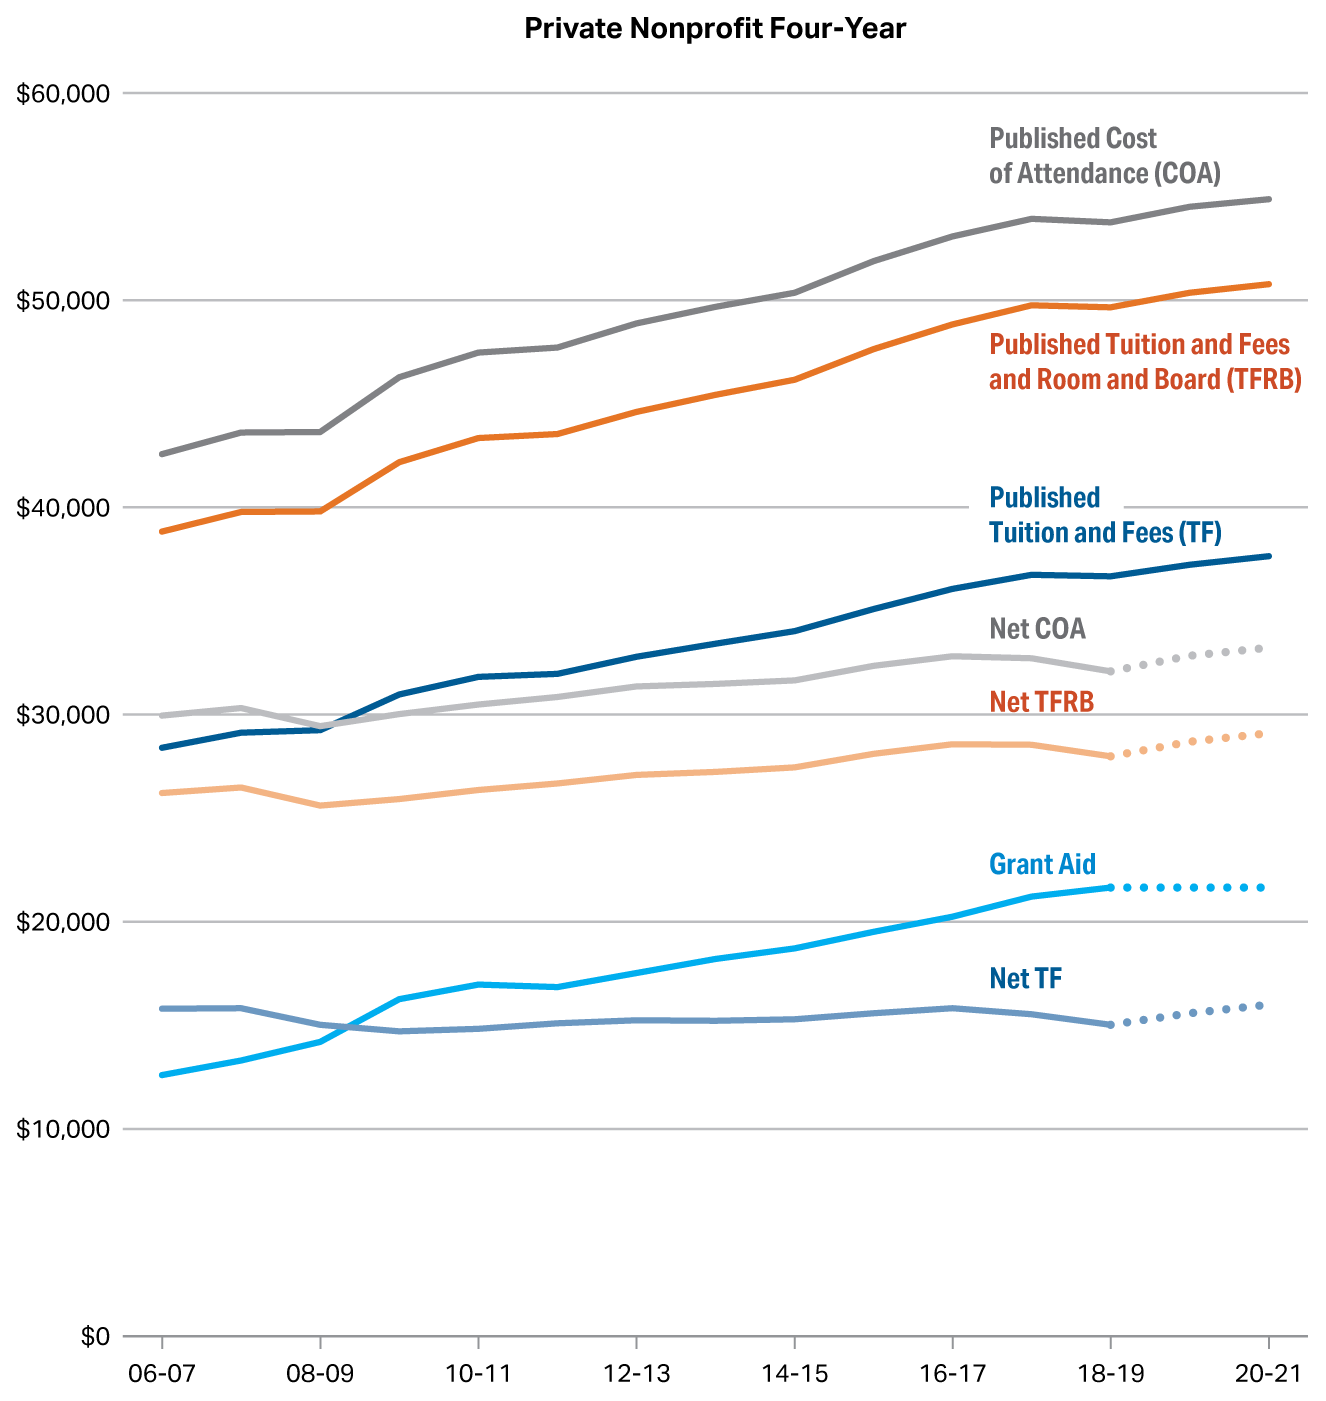 Private Nonprofit Four-Year
$60,000
Published Cost
of Attendance (COA)
$50,000
Published Tuition and Fees
and Room and Board (TFRB)
$40,000
Published
Tuition and Fees (TF)
Net COA
$30,000
Net TFRB
Grant Aid
$20,000
Net TF
$10,000
$0
06-07 08-09 10-11 12-13 14-15 16-17 18-19 20-21